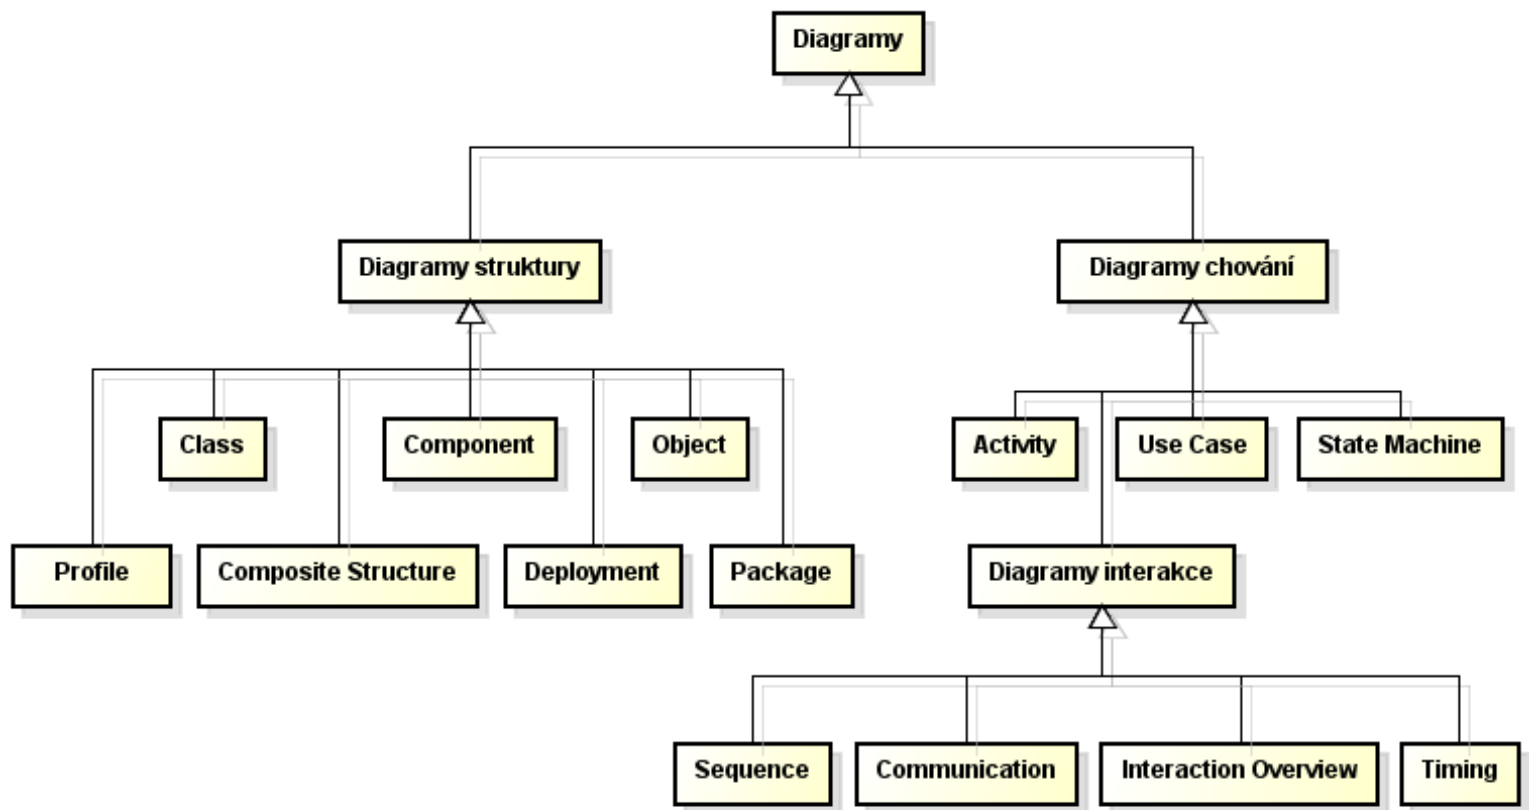 Diagramy
Diagramy struktury
Diagramy chování
Class
Component
Object
Activity
Use Case
State Machine
Profile
Composite Structure
Deployment
Package
Diagramy interakce
Sequence
Communication
Interaction Overview
Timing